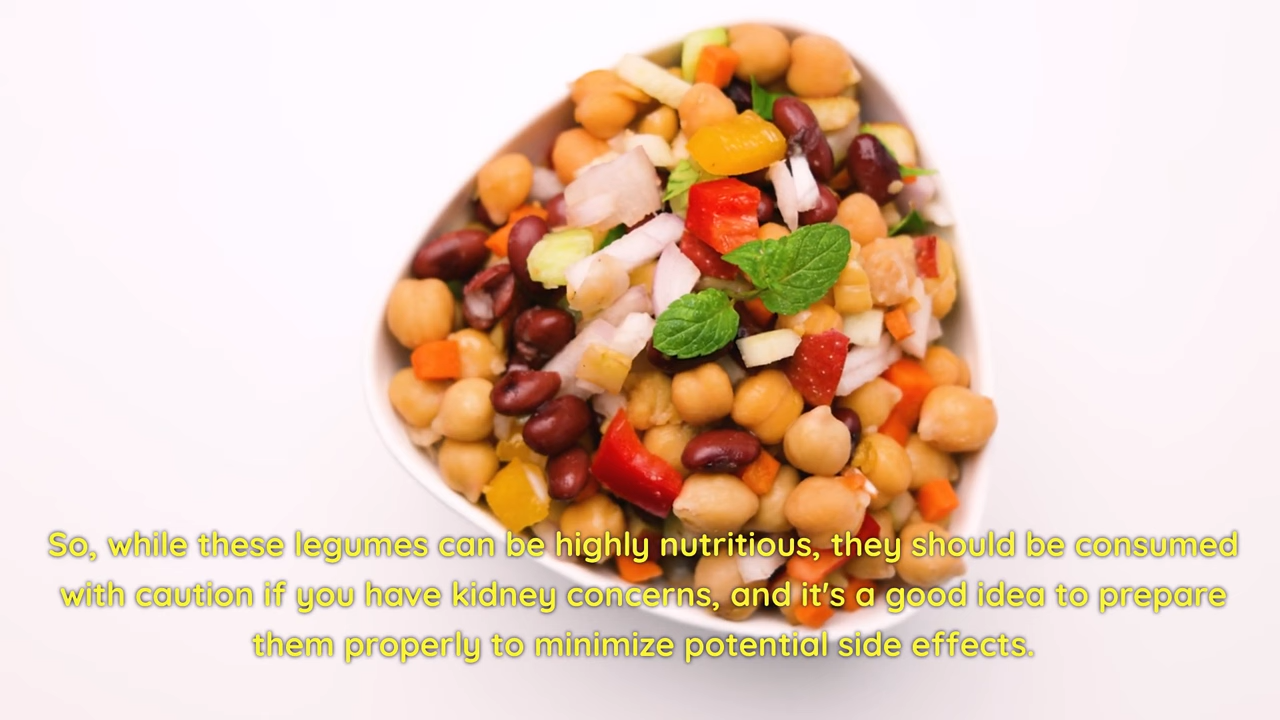 So, while these legumes can be highly nutritious, they should be consumed
with caution if you have kidney concerns, and it's a good idea to prepare
them properly to minimize potential side effects.